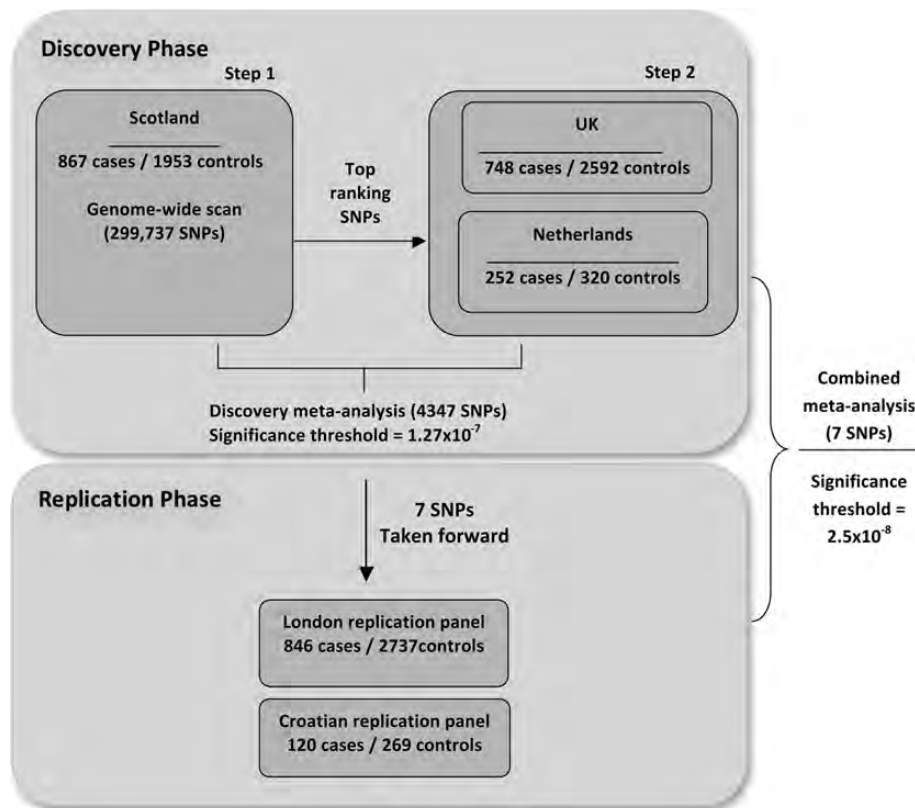 Discovery Phase
Step 1
Scotland
867 cases / 1953 controls
Genome-wide scan
(299,737 SNPs)
Top
ranking
SNPs
Step 2
UK
748 cases / 2592 controls
Netherlands
252 cases / 320 controls
Discovery meta-analysis (4347 SNPs)
Significance threshold = 1.27x10⁻⁷
Combined
meta-analysis
(7 SNPs)
Significance
threshold =
2.5x10⁻⁸
Replication Phase
7 SNPs
Taken forward
London replication panel
846 cases / 2737controls
Croatian replication panel
120 cases / 269 controls